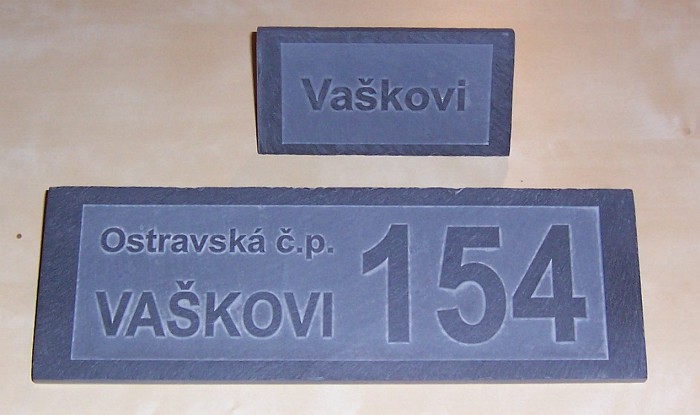 Vaškovi
Ostravská č.p.
VAŠKOVI 154